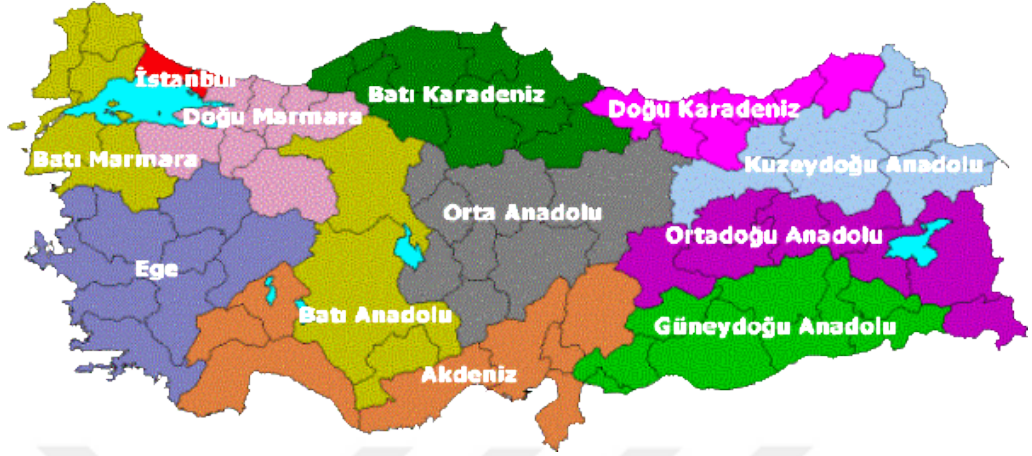 İstanbul
Batı Karadeniz
Doğu Karadeniz
Doğu Marmara
Batı Marmara
Kuzeydoğu Anadolu
Orta Anadolu
Ortadoğu Anadolu
Ege
Batı Anadolu
Güneydoğu Anadolu
Akdeniz